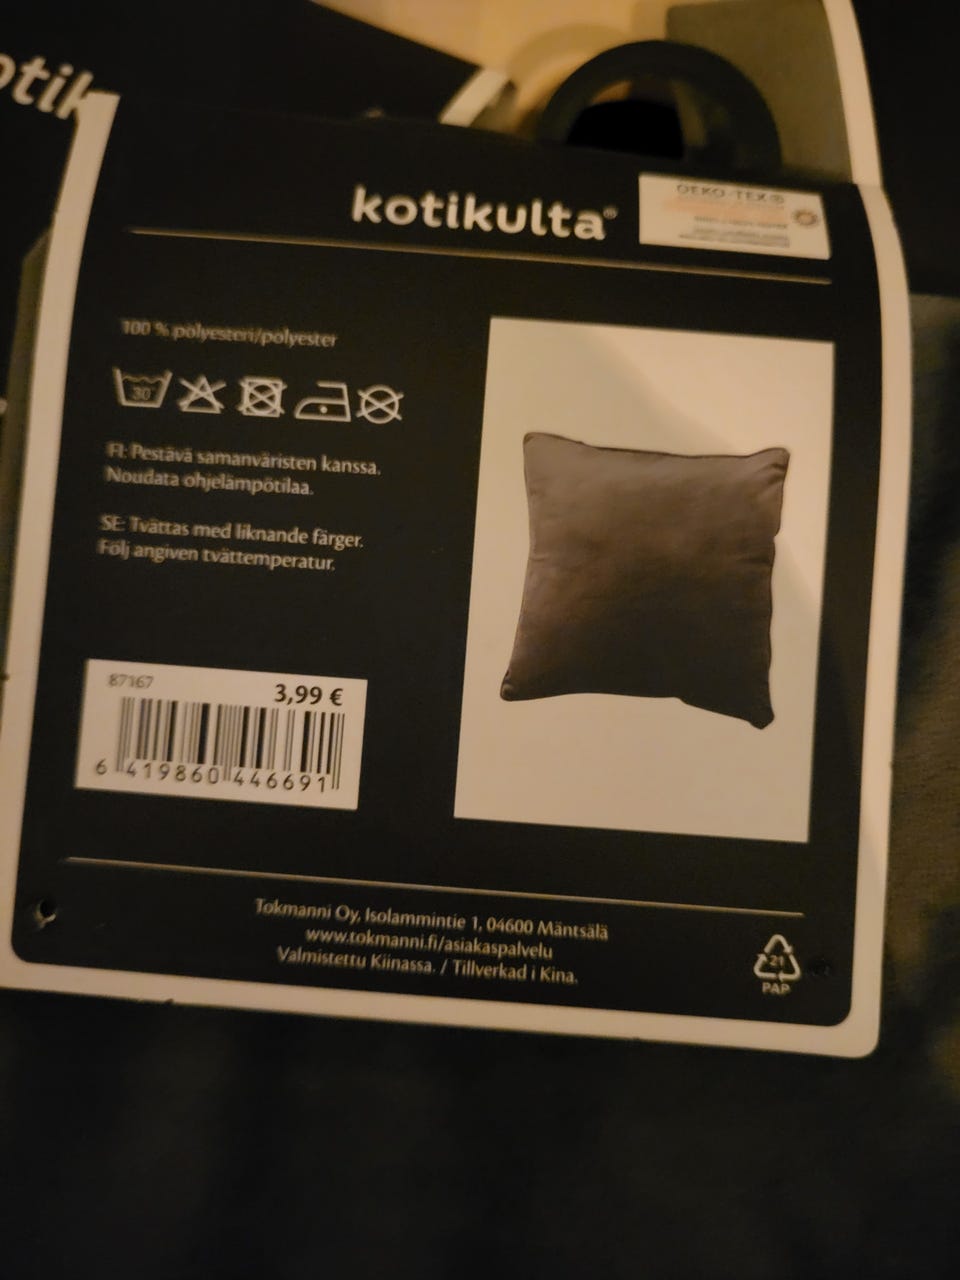 otik
kotikulta®
OEKO-TEX®
100 % polyesteri/polyester
30
FI: Pestävä samanväristen kanssa.
Noudata ohjelämpötilaa.
SE: Tvättas med liknande färger.
Följ angiven tvättemperatur.
87167
3,99 €
6 419860 446691
Tokmanni Oy, Isolammintie 1, 04600 Mäntsälä
www.tokmanni.fi/asiakaspalvelu
Valmistettu Kiinassa. / Tillverkad i Kina.
21
PAP